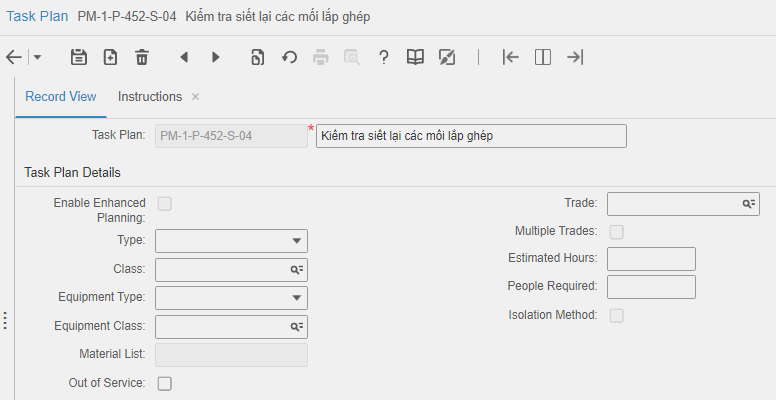 Task Plan PM-1-P-452-S-04 Kiểm tra siết lại các mối lắp ghép
Record View Instructions ×
Task Plan: PM-1-P-452-S-04 * Kiểm tra siết lại các mối lắp ghép
Task Plan Details
Enable Enhanced
Planning:
Type:
Class:
Equipment Type:
Equipment Class:
Material List:
Out of Service:
Trade:
Multiple Trades:
Estimated Hours:
People Required:
Isolation Method: